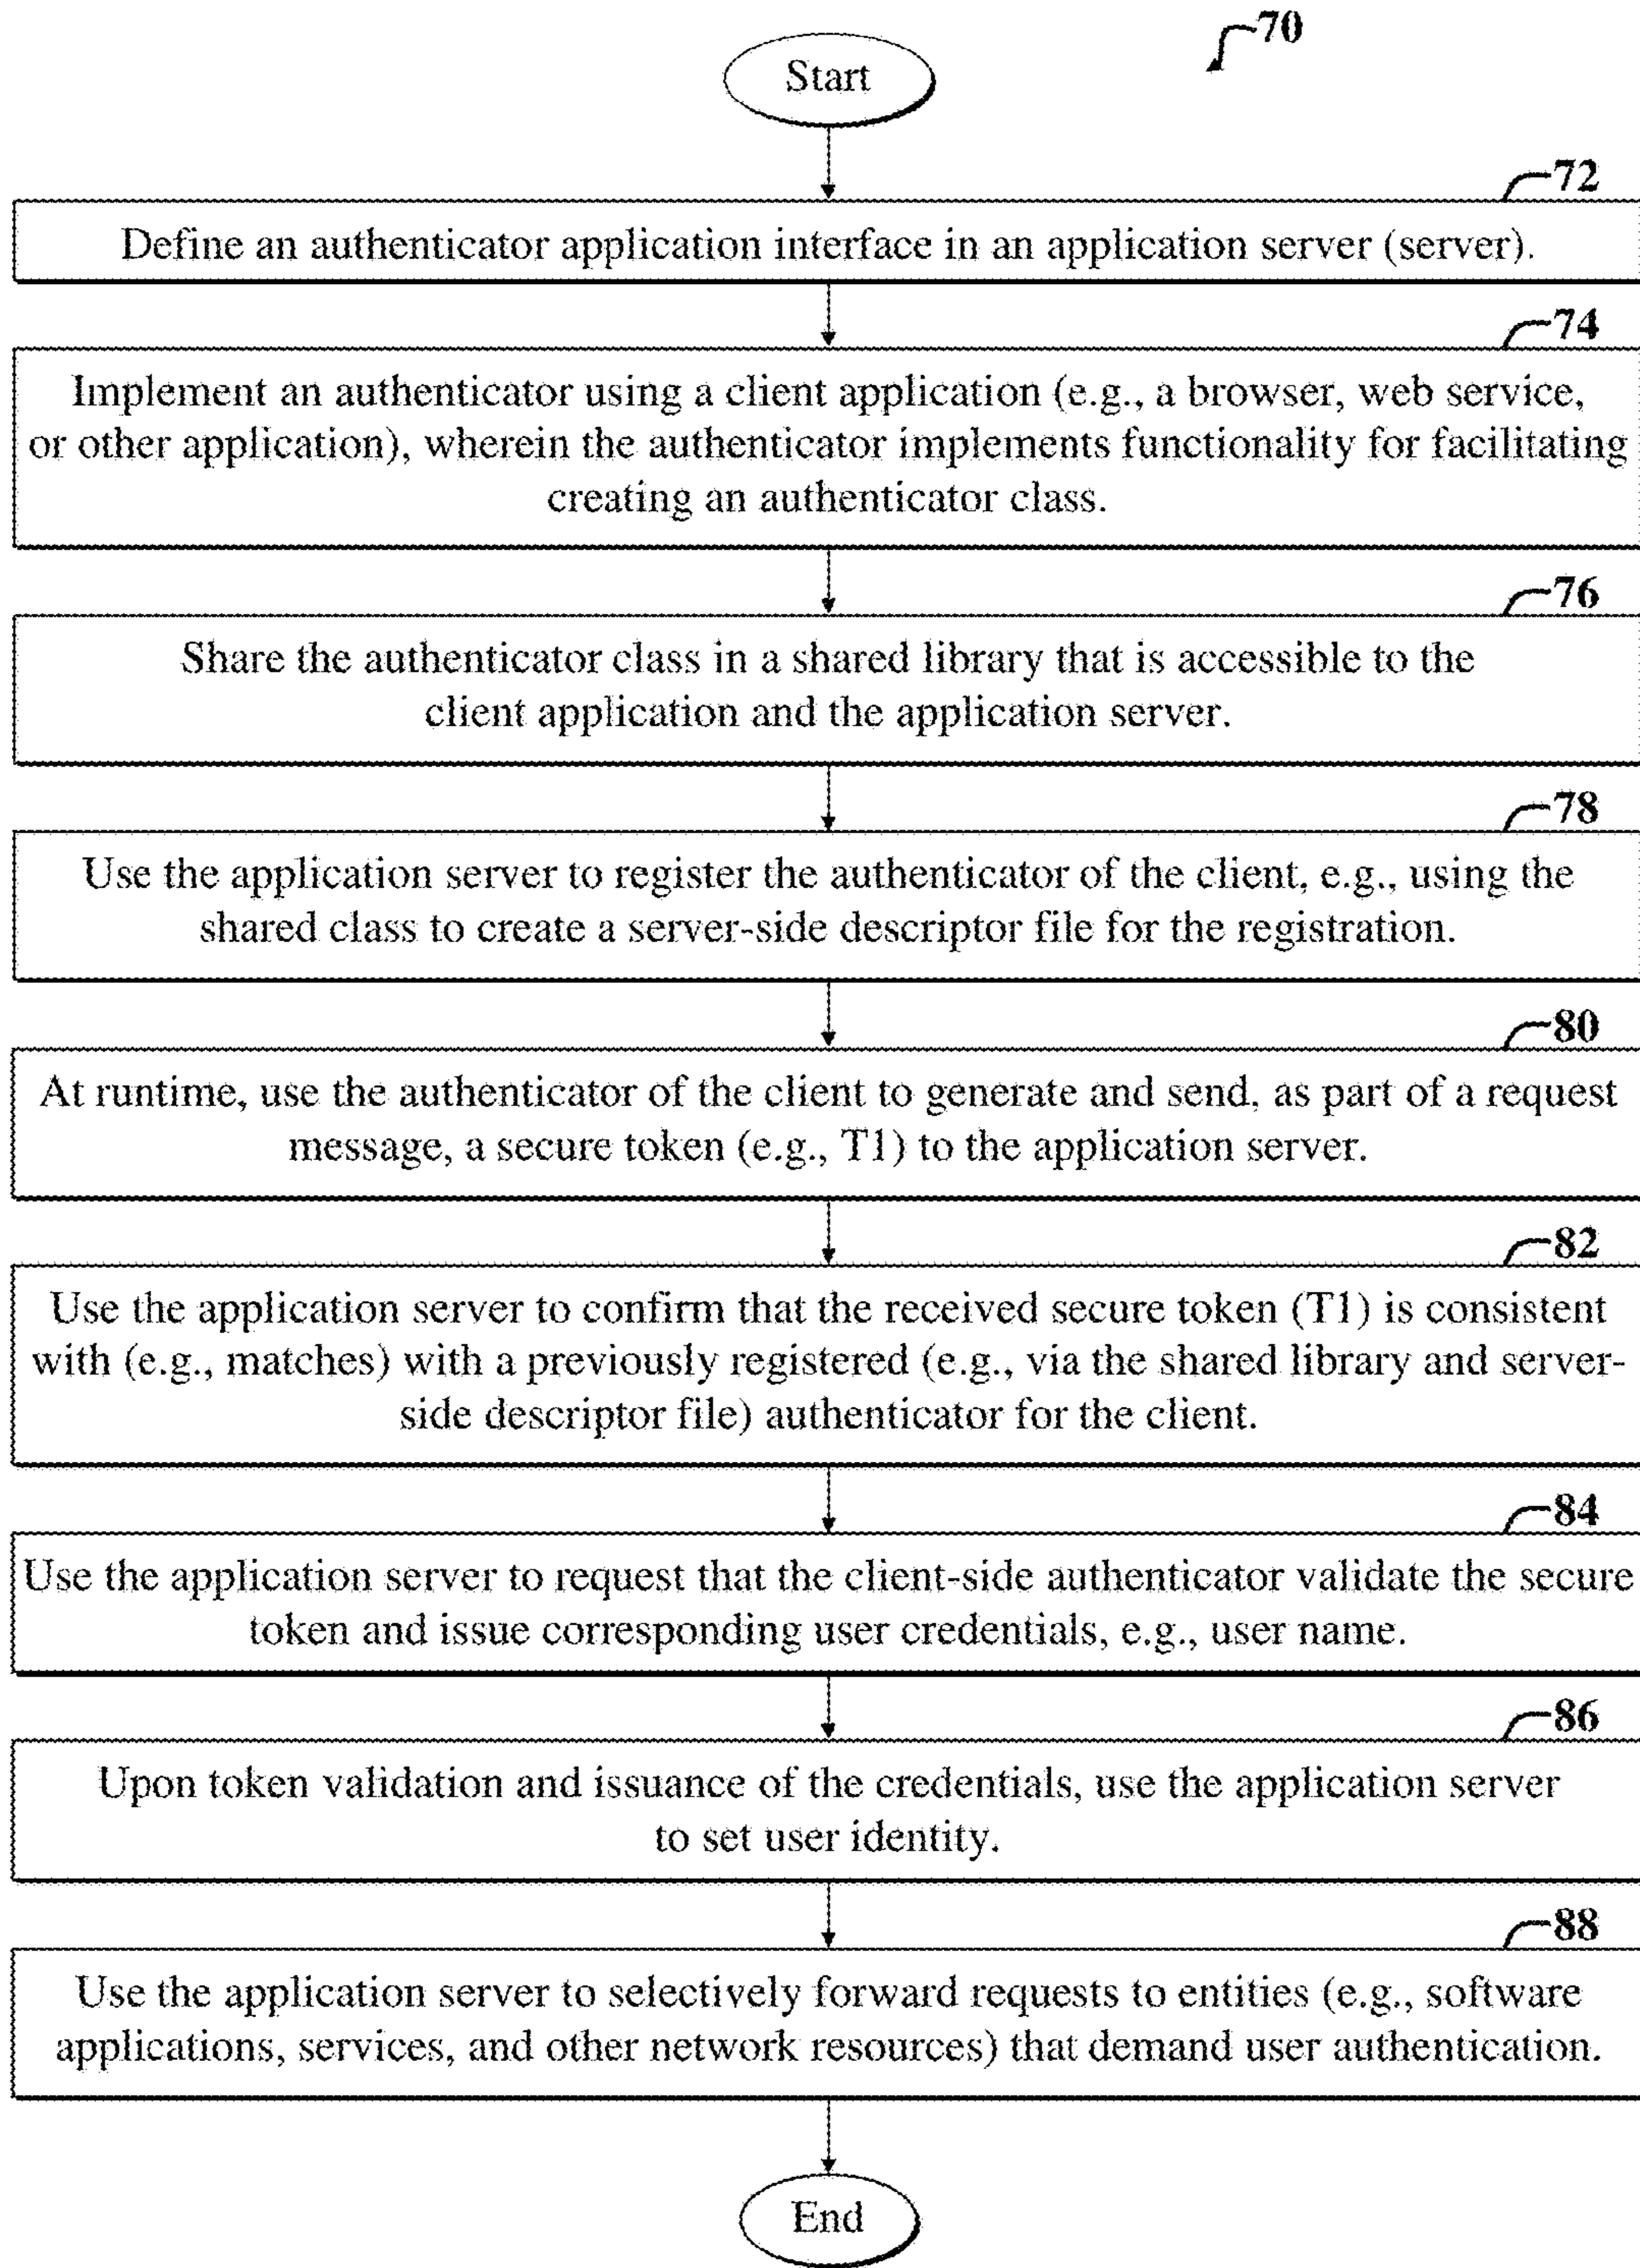 70
Start
72
Define an authenticator application interface in an application server (server).
74
Implement an authenticator using a client application (e.g., a browser, web service,
or other application), wherein the authenticator implements functionality for facilitating
creating an authenticator class.
76
Share the authenticator class in a shared library that is accessible to the
client application and the application server.
78
Use the application server to register the authenticator of the client, e.g., using the
shared class to create a server-side descriptor file for the registration.
80
At runtime, use the authenticator of the client to generate and send, as part of a request
message, a secure token (e.g., T1) to the application server.
82
Use the application server to confirm that the received secure token (T1) is consistent
with (e.g., matches) with a previously registered (e.g., via the shared library and server-
side descriptor file) authenticator for the client.
84
Use the application server to request that the client-side authenticator validate the secure
token and issue corresponding user credentials, e.g., user name.
86
Upon token validation and issuance of the credentials, use the application server
to set user identity.
88
Use the application server to selectively forward requests to entities (e.g., software
applications, services, and other network resources) that demand user authentication.
End